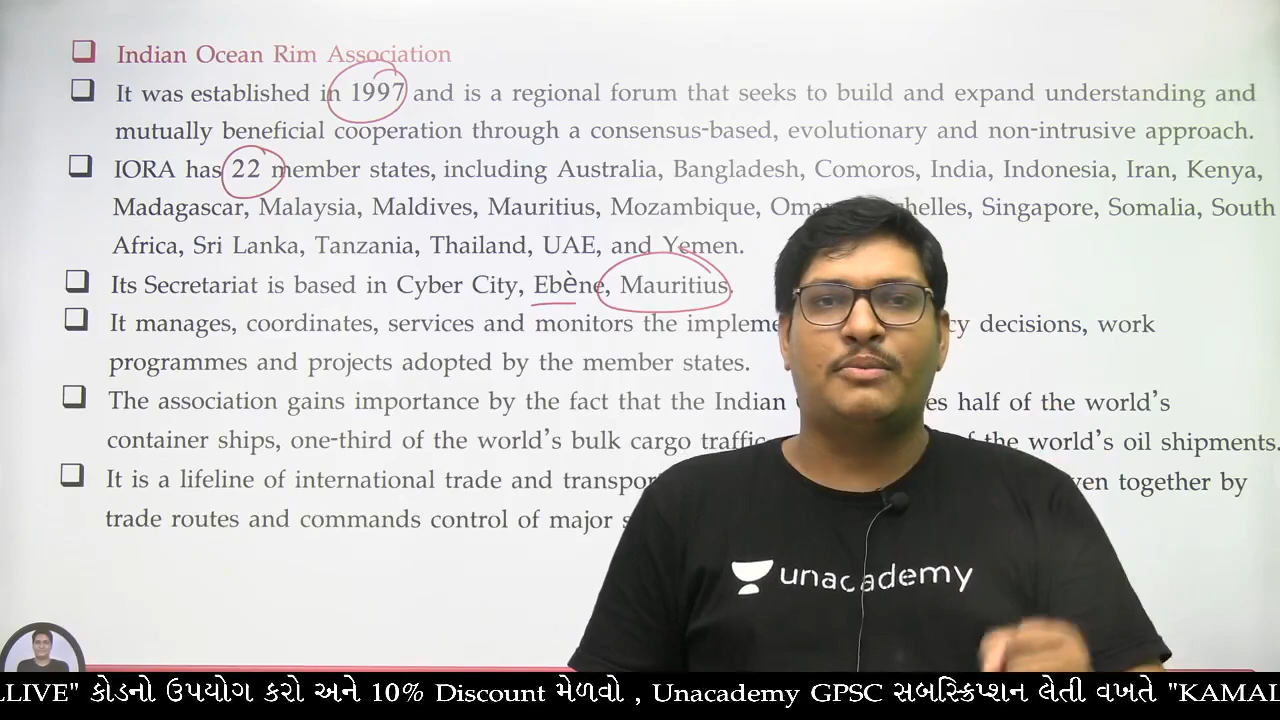 Indian Ocean Rim Association
It was established in 1997 and is a regional forum that seeks to build and expand understanding and
mutually beneficial cooperation through a consensus-based, evolutionary and non-intrusive approach.
IORA has 22 member states, including Australia, Bangladesh, Comoros, India, Indonesia, Iran, Kenya,
Madagascar, Malaysia, Maldives, Mauritius, Mozambique, Singapore, Somalia, South
Africa, Sri Lanka, Tanzania, Thailand, UAE, and Yemen.
Its Secretariat is based in Cyber City, Ebène, Mauritius.
It manages, coordinates, services and monitors the decisions, work
programmes and projects adopted by the member states.
The association gains importance by the fact that the Indian half of the world's
container ships, one-third of the world's bulk cargo traffic the world's oil shipments.
It is a lifeline of international trade and together by
trade routes and commands control of major
unacademy
LLIVE" કોડનો ઉપયોગ કરો અને 10% Discount મેળવો , Unacademy GPSC સબસ્ક્રિપ્શન લેતી વખતે "KAMAL